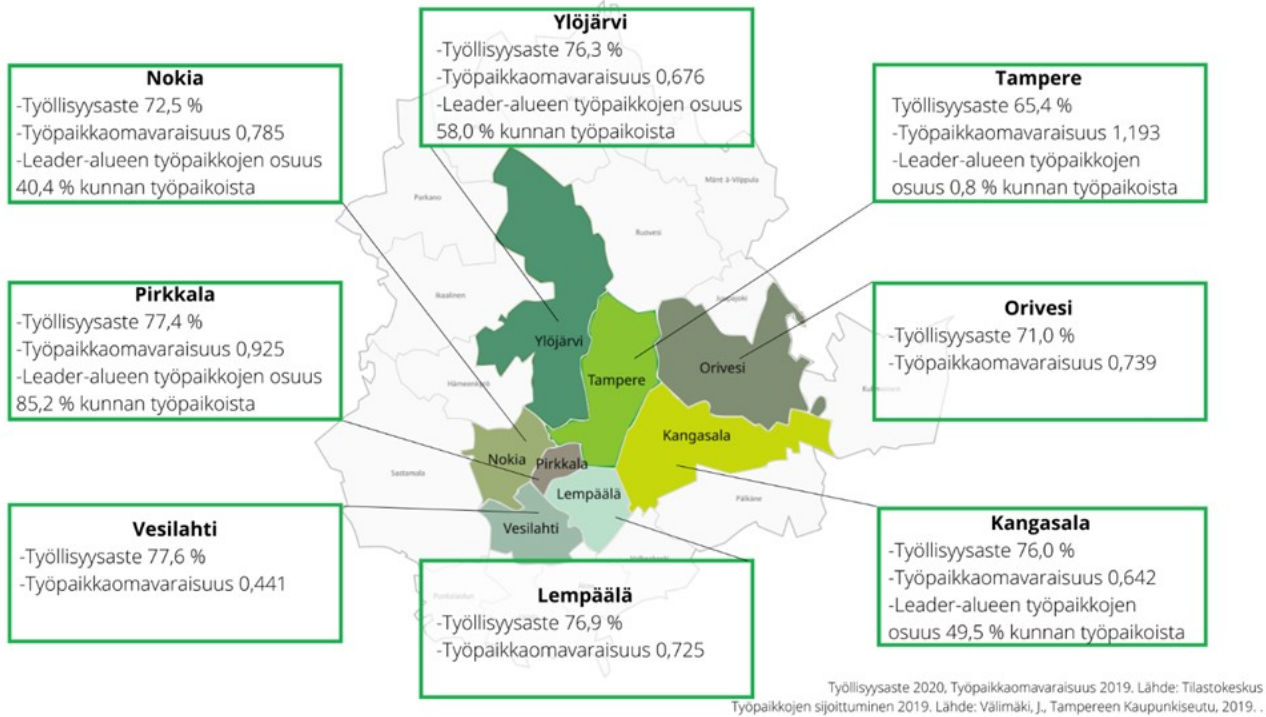 Ylöjärvi
-Työllisyysaste 76,3 %
-Työpaikkaomavaraisuus 0,676
-Leader-alueen työpaikkojen osuus
58,0 % kunnan työpaikoista
Nokia
-Työllisyysaste 72,5 %
-Työpaikkaomavaraisuus 0,785
-Leader-alueen työpaikkojen osuus
40,4 % kunnan työpaikoista
Tampere
Työllisyysaste 65,4 %
-Työpaikkaomavaraisuus 1,193
-Leader-alueen työpaikkojen
osuus 0,8 % kunnan työpaikoista
Pirkkala
-Työllisyysaste 77,4 %
-Työpaikkaomavaraisuus 0,925
-Leader-alueen työpaikkojen osuus
85,2 % kunnan työpaikoista
Orivesi
-Työllisyysaste 71,0 %
-Työpaikkaomavaraisuus 0,739
Vesilahti
-Työllisyysaste 77,6 %
-Työpaikkaomavaraisuus 0,441
Lempäälä
-Työllisyysaste 76,9 %
-Työpaikkaomavaraisuus 0,725
Kangasala
-Työllisyysaste 76,0 %
-Työpaikkaomavaraisuus 0,642
-Leader-alueen työpaikkojen
osuus 49,5 % kunnan työpaikoista
Mänt ä-Vilppula
Parkano
Ruovesi
Ikaalinen
Juupajoki
Ylöjärvi
Orivesi
Tampere
Hämeenkyrö
Kangasala
Nokia
Pirkkala
Sastamala
Lempäälä
Pälkäne
Vesilahti
Työllisyysaste 2020, Työpaikkaomavaraisuus 2019. Lähde: Tilastokeskus
Työpaikkojen sijoittuminen 2019. Lähde: Välimäki, J., Tampereen Kaupunkiseutu, 2019. .